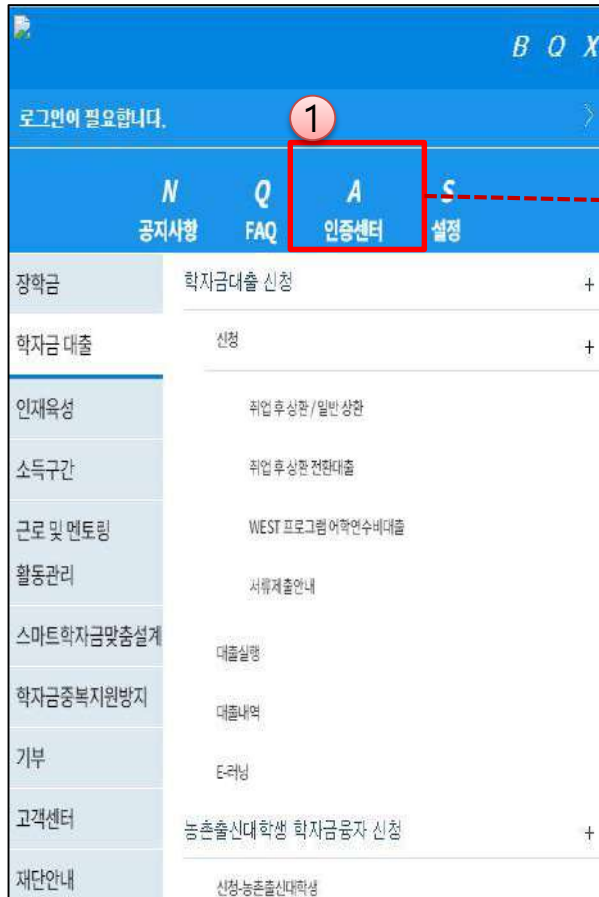 B Q X
로그인이 필요합니다.
1
N Q A S
공지사항 FAQ 인증센터 설정
장학금
학자금 대출
인재육성
소득구간
근로 및 멘토링
활동관리
스마트학자금맞춤설계
학자금중복지원방지
기부
고객센터
재단안내
학자금대출 신청 +
신청 +
취업 후 상환 / 일반 상환
취업 후 상환 전환대출
WEST 프로그램 어학연수비대출
서류제출안내
대출실행
대출내역
E-러닝
농촌출신대학생 학자금융자 신청 +
신청-농촌출신대학생